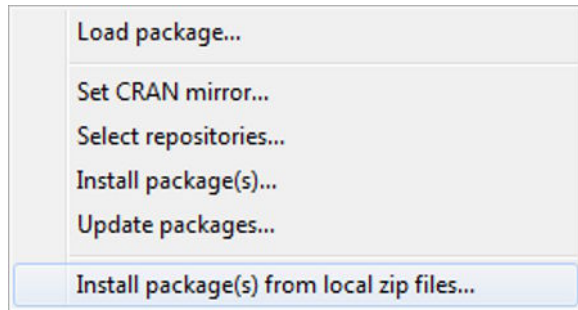 Load package...
Set CRAN mirror...
Select repositories...
Install package(s)...
Update packages...
Install package(s) from local zip files...